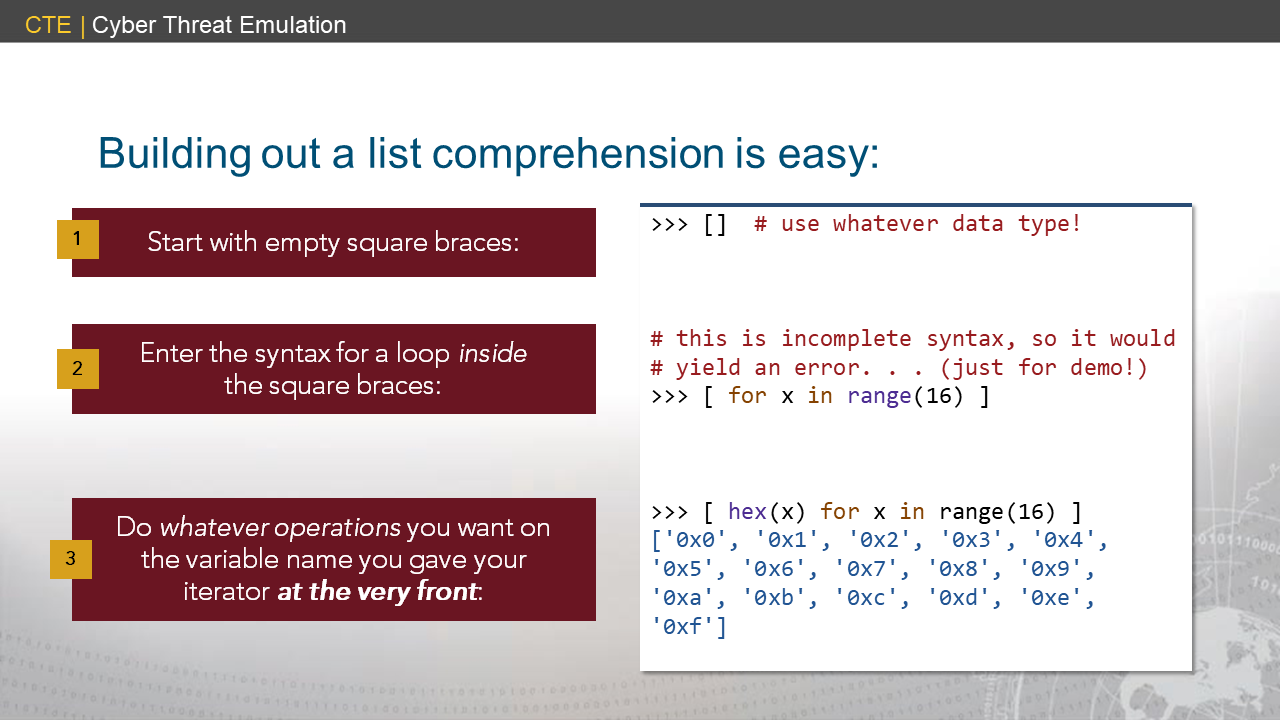 CTE | Cyber Threat Emulation
Building out a list comprehension is easy:
1
Start with empty square braces:
>>> []  # use whatever data type!
2
Enter the syntax for a loop inside
the square braces:
# this is incomplete syntax, so it would
# yield an error. . . (just for demo!)
>>> [ for x in range(16) ]
3
Do whatever operations you want on
the variable name you gave your
iterator at the very front:
>>> [ hex(x) for x in range(16) ]
['0x0', '0x1', '0x2', '0x3', '0x4',
'0x5', '0x6', '0x7', '0x8', '0x9',
'0xa', '0xb', '0xc', '0xd', '0xe',
'0xf']